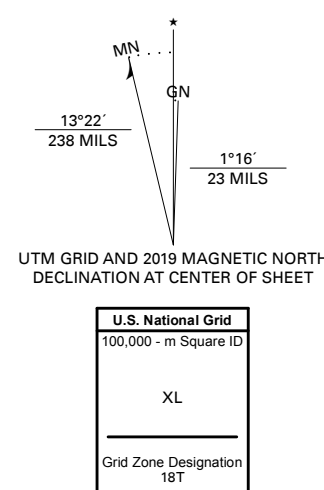 ★
MN
GN
13°22´
238 MILS
1°16´
23 MILS
UTM GRID AND 2019 MAGNETIC NORTH
DECLINATION AT CENTER OF SHEET
U.S. National Grid
100,000 - m Square ID
XL
Grid Zone Designation
18T